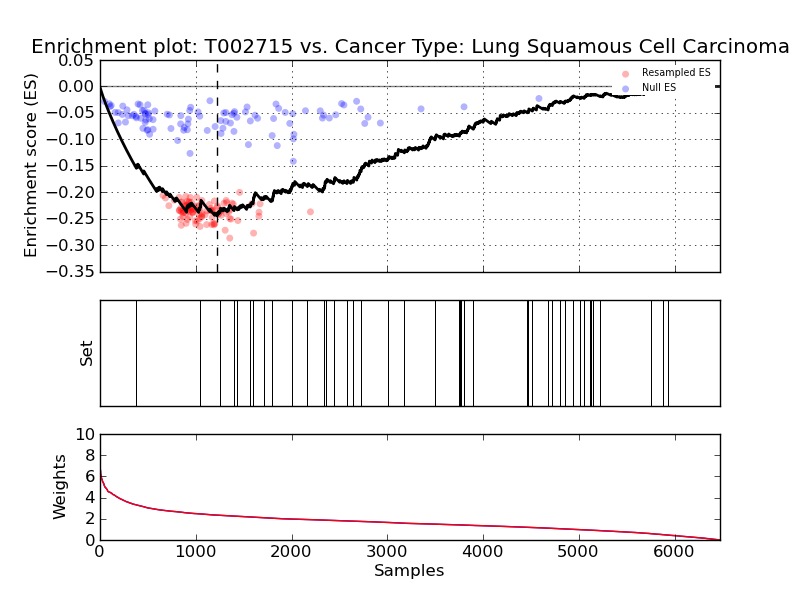 Enrichment plot: T002715 vs. Cancer Type: Lung Squamous Cell Carcinoma
0.05
0.00
−0.05
−0.10
−0.15
−0.20
−0.25
−0.30
−0.35
Enrichment score (ES)
Resampled ES
Null ES
Set
10
8
6
4
2
0
Weights
0 1000 2000 3000 4000 5000 6000
Samples